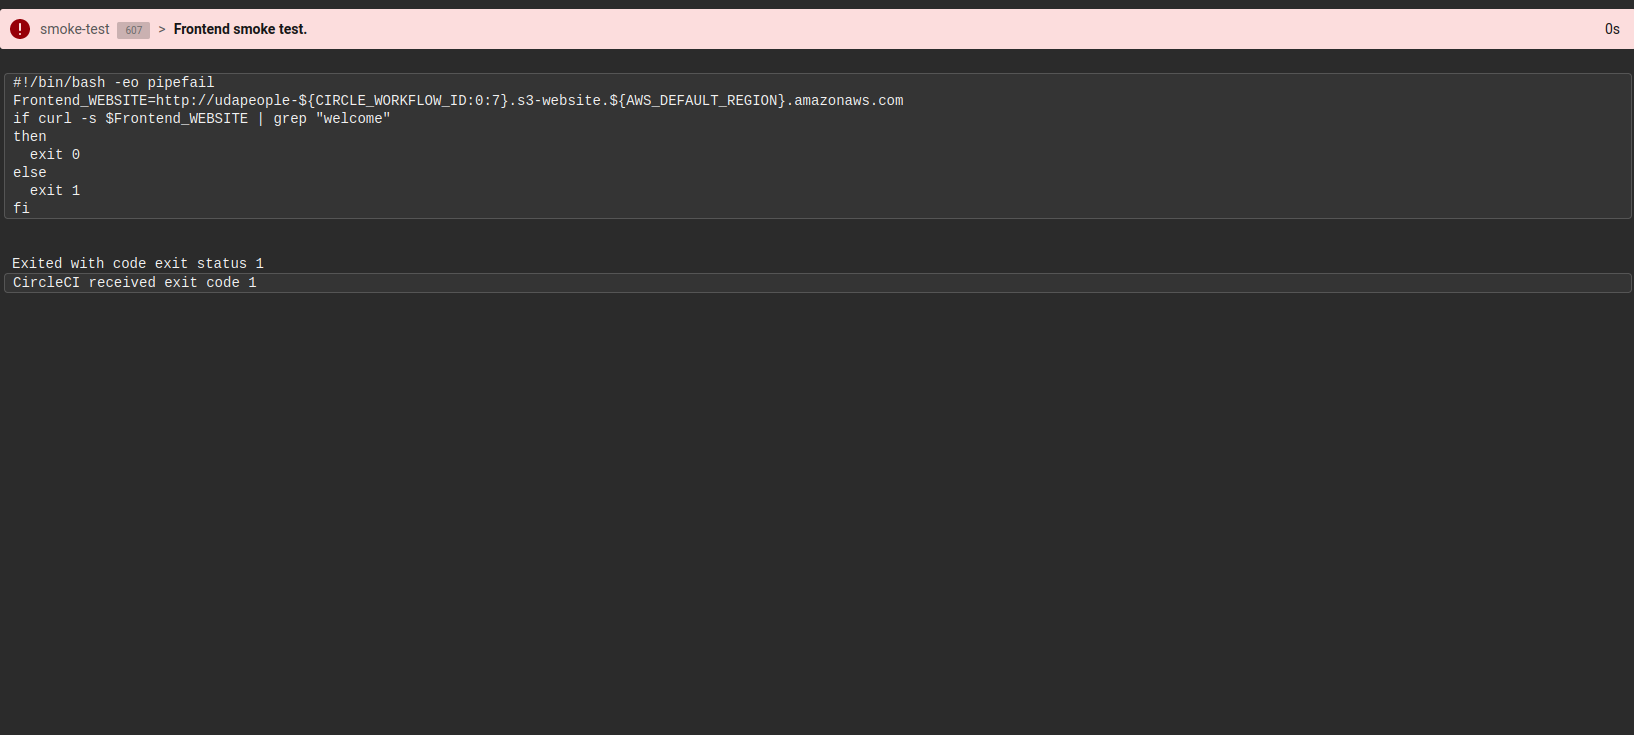 smoke-test 607 > Frontend smoke test. 0s
#!/bin/bash -eo pipefail
Frontend_WEBSITE=http://udapeople-${CIRCLE_WORKFLOW_ID:0:7}.s3-website.${AWS_DEFAULT_REGION}.amazonaws.com
if curl -s $Frontend_WEBSITE | grep "welcome"
then
  exit 0
else
  exit 1
fi
Exited with code exit status 1
CircleCI received exit code 1